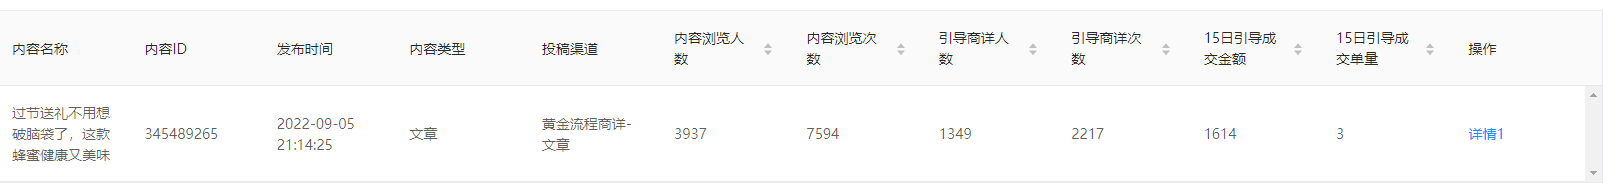 内容名称
内容ID
发布时间
内容类型
投稿渠道
内容浏览人
数
内容浏览次
数
引导商详人
数
引导商详次
数
15日引导成
交金额
15日引导成
交单量
操作
过节送礼不用想
破脑袋了，这款
蜂蜜健康又美味
345489265
2022-09-05
21:14:25
文章
黄金流程商详-
文章
3937
7594
1349
2217
1614
3
详情1